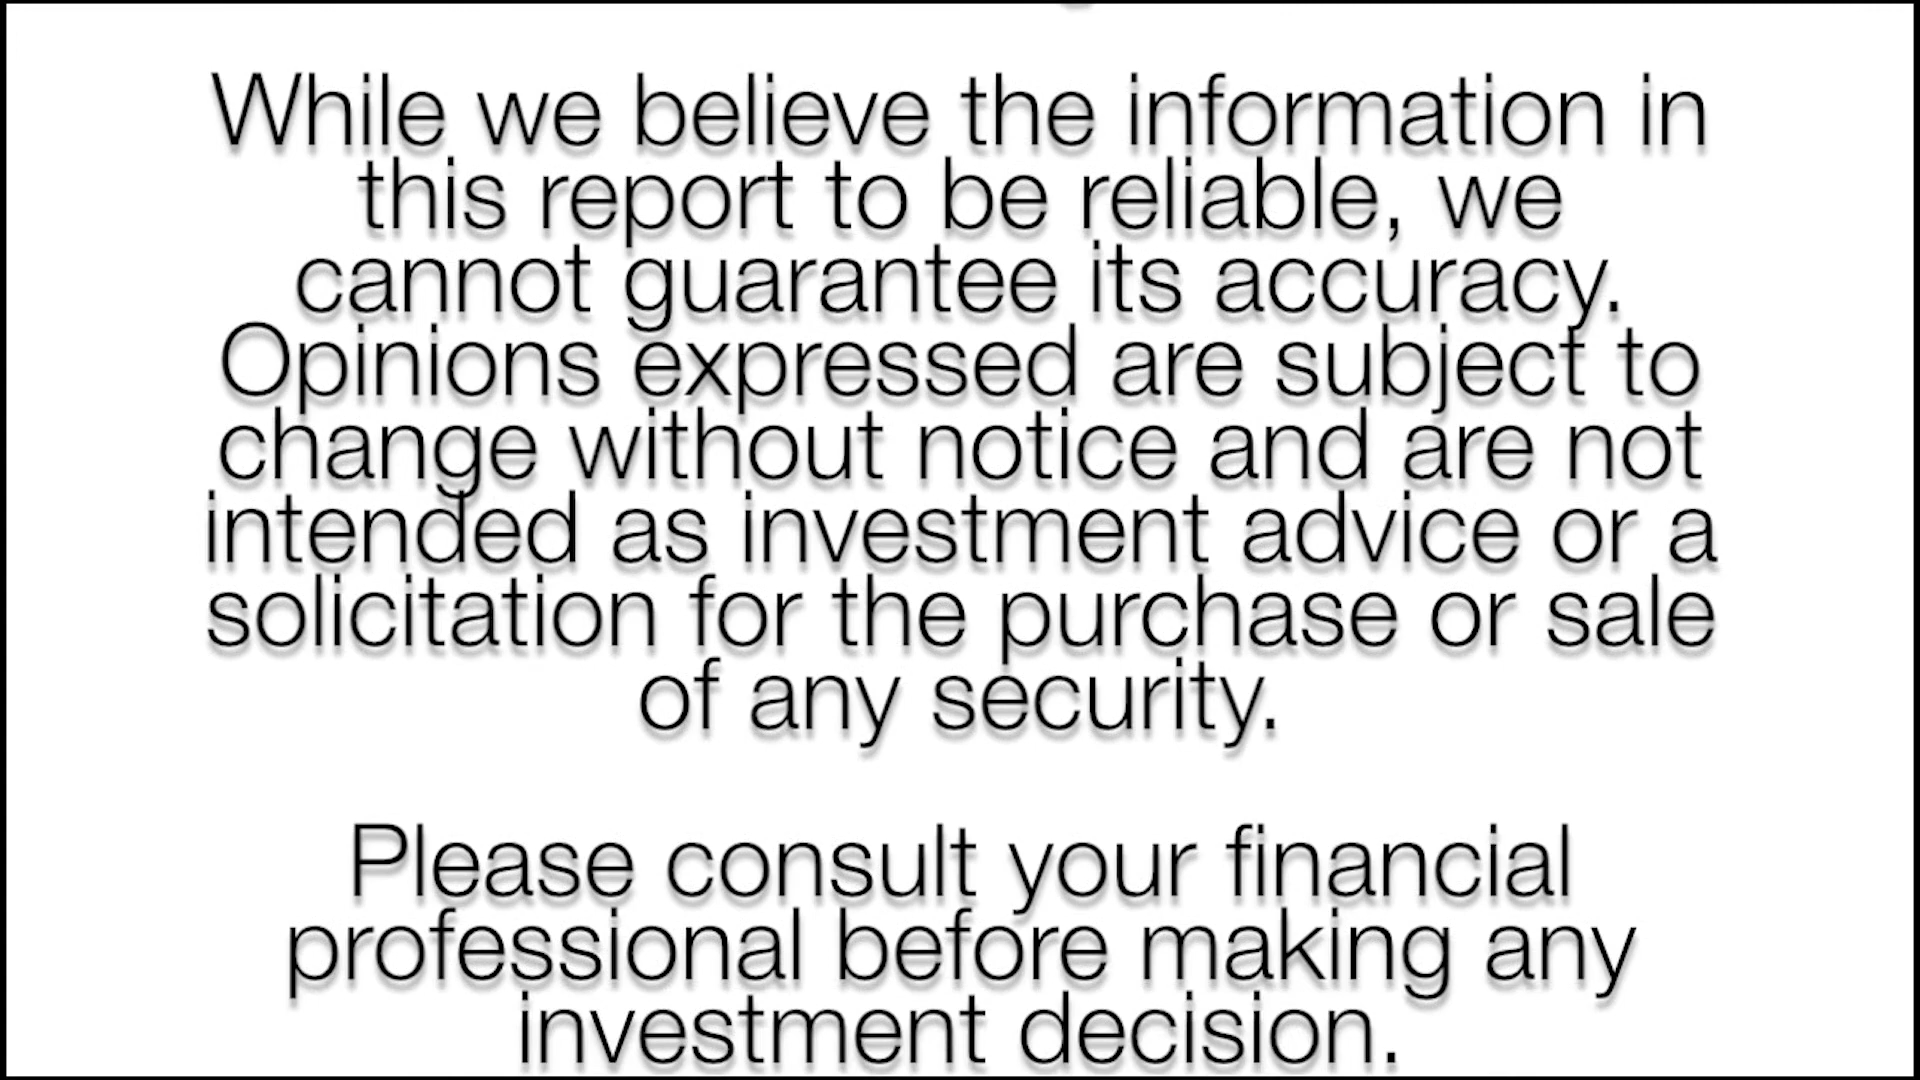 While we believe the information in
this report to be reliable, we
cannot guarantee its accuracy.
Opinions expressed are subject to
change without notice and are not
intended as investment advice or a
solicitation for the purchase or sale
of any security.
Please consult your financial
professional before making any
investment decision.